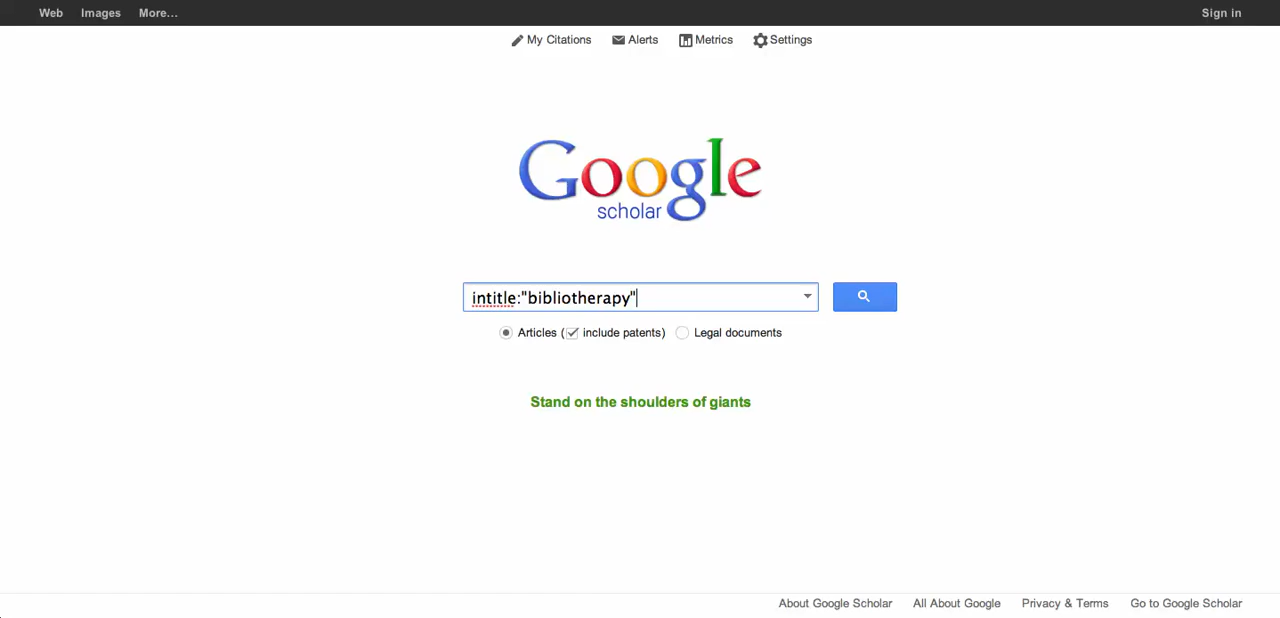 Web Images More... Sign in
My Citations Alerts Metrics Settings
Google
scholar
intitle:"bibliotherapy"
Articles (include patents) Legal documents
Stand on the shoulders of giants
About Google Scholar All About Google Privacy & Terms Go to Google Scholar